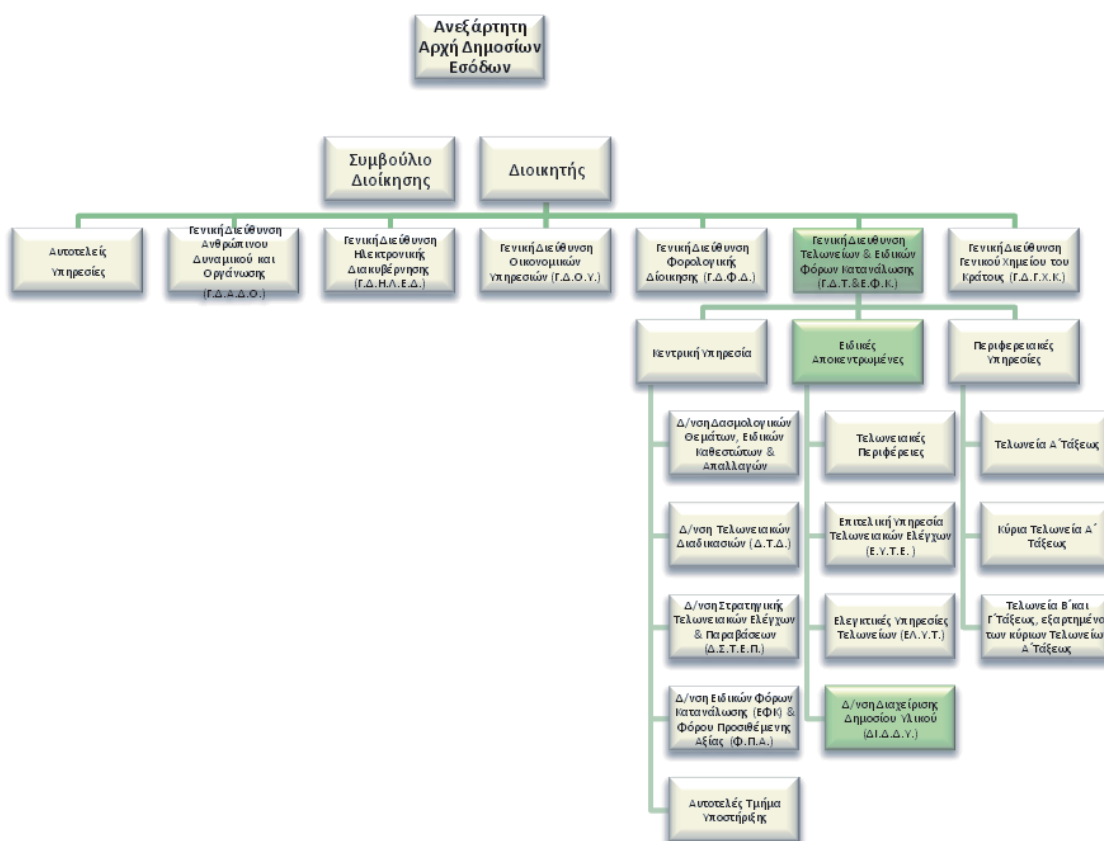 Ανεξάρτητη
Αρχή Δημοσίων
Εσόδων
Συμβούλιο
Διοίκησης
Διοικητής
Αυτοτελείς
Υπηρεσίες
Γενική Διεύθυνση
Ανθρώπινου
Δυναμικού και
Οργάνωσης
(Γ.Δ.Α.Δ.Ο.)
Γενική Διεύθυνση
Ηλεκτρονικής
Διακυβέρνησης
(Γ.Δ.Η.Λ.Ε.Δ.)
Γενική Διεύθυνση
Οικονομικών
Υπηρεσιών (Γ.Δ.Ο.Υ.)
Γενική Διεύθυνση
Φορολογικής
Δίοικησης (Γ.Δ.Φ.Δ.)
Γενική Διευθυνση
Τελωνείων & Ειδικών
Φόρων Κατανάλωσης
(Γ.Δ.Τ.&Ε.Φ.Κ.)
Γενική Διεύθυνση
Γενικού Χημείου του
Κράτους (Γ.Δ.Γ.Χ.Κ.)
Κεντρική Υπηρεσία
Ειδικές
Αποκεντρωμένες
Περιφερειακές
Υπηρεσίες
Δ/νση Δασμολογικών
Θεμάτων, Ειδικών
Καθεστώτων &
Απαλλαγών
Τελωνειακές
Περιφέρειες
Τελωνεία Α΄Τάξεως
Δ/νση Τελωνειακών
Διαδικασιών (Δ.Τ.Δ.)
Επιτελική Υπηρεσία
Τελωνειακών Ελέγχων
(Ε.Υ.Τ.Ε.)
Κύρια Τελωνεία Α΄
Τάξεως
Δ/νση Στρατηγικής
Τελωνειακών Ελέγχων
& Παραβάσεων
(Δ.Σ.Τ.Ε.Π.)
Ελεγκτικές Υπηρεσίες
Τελωνείων (ΕΛ.Υ.Τ.)
Τελωνεία Β΄και
Γ΄Τάξεως, εξαρτημένα
των κύριων Τελωνείων
Α΄Τάξεως
Δ/νση Ειδικών Φόρων
Κατανάλωσης (ΕΦΚ) &
Φόρου Προσιθέμενης
Αξίας (Φ.Π.Α.)
Δ/νση Διαχείρισης
Δημοσίου Υλικού
(ΔΙ.Δ.Δ.Υ.)
Αυτοτελές Τμήμα
Υποστήριξης